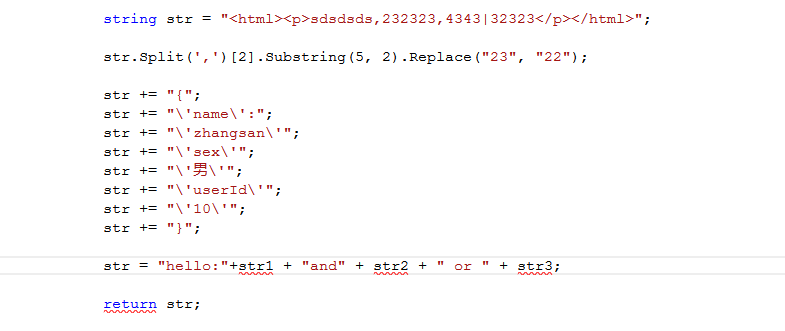 string str = "<html><p>sdsdsds,232323,4343|32323</p></html>";
str.Split(',')[2].Substring(5, 2).Replace("23", "22");
str += "{";
str += "\'name\':";
str += "\'zhangsan\'";
str += "\'sex\'";
str += "\'男\'";
str += "\'userId\'";
str += "\'10\'";
str += "}";
str = "hello:"+str1 + "and" + str2 + " or " + str3;
return str;